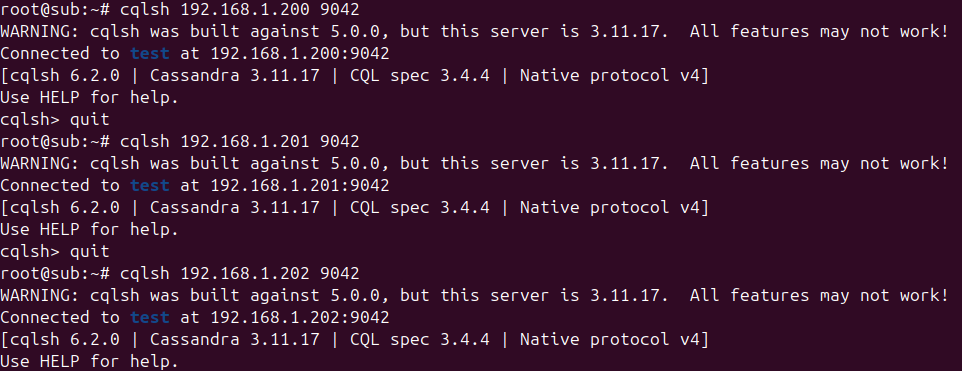 root@sub:~# cqlsh 192.168.1.200 9042
WARNING: cqlsh was built against 5.0.0, but this server is 3.11.17.  All features may not work!
Connected to test at 192.168.1.200:9042
[cqlsh 6.2.0 | Cassandra 3.11.17 | CQL spec 3.4.4 | Native protocol v4]
Use HELP for help.
cqlsh> quit
root@sub:~# cqlsh 192.168.1.201 9042
WARNING: cqlsh was built against 5.0.0, but this server is 3.11.17.  All features may not work!
Connected to test at 192.168.1.201:9042
[cqlsh 6.2.0 | Cassandra 3.11.17 | CQL spec 3.4.4 | Native protocol v4]
Use HELP for help.
cqlsh> quit
root@sub:~# cqlsh 192.168.1.202 9042
WARNING: cqlsh was built against 5.0.0, but this server is 3.11.17.  All features may not work!
Connected to test at 192.168.1.202:9042
[cqlsh 6.2.0 | Cassandra 3.11.17 | CQL spec 3.4.4 | Native protocol v4]
Use HELP for help.